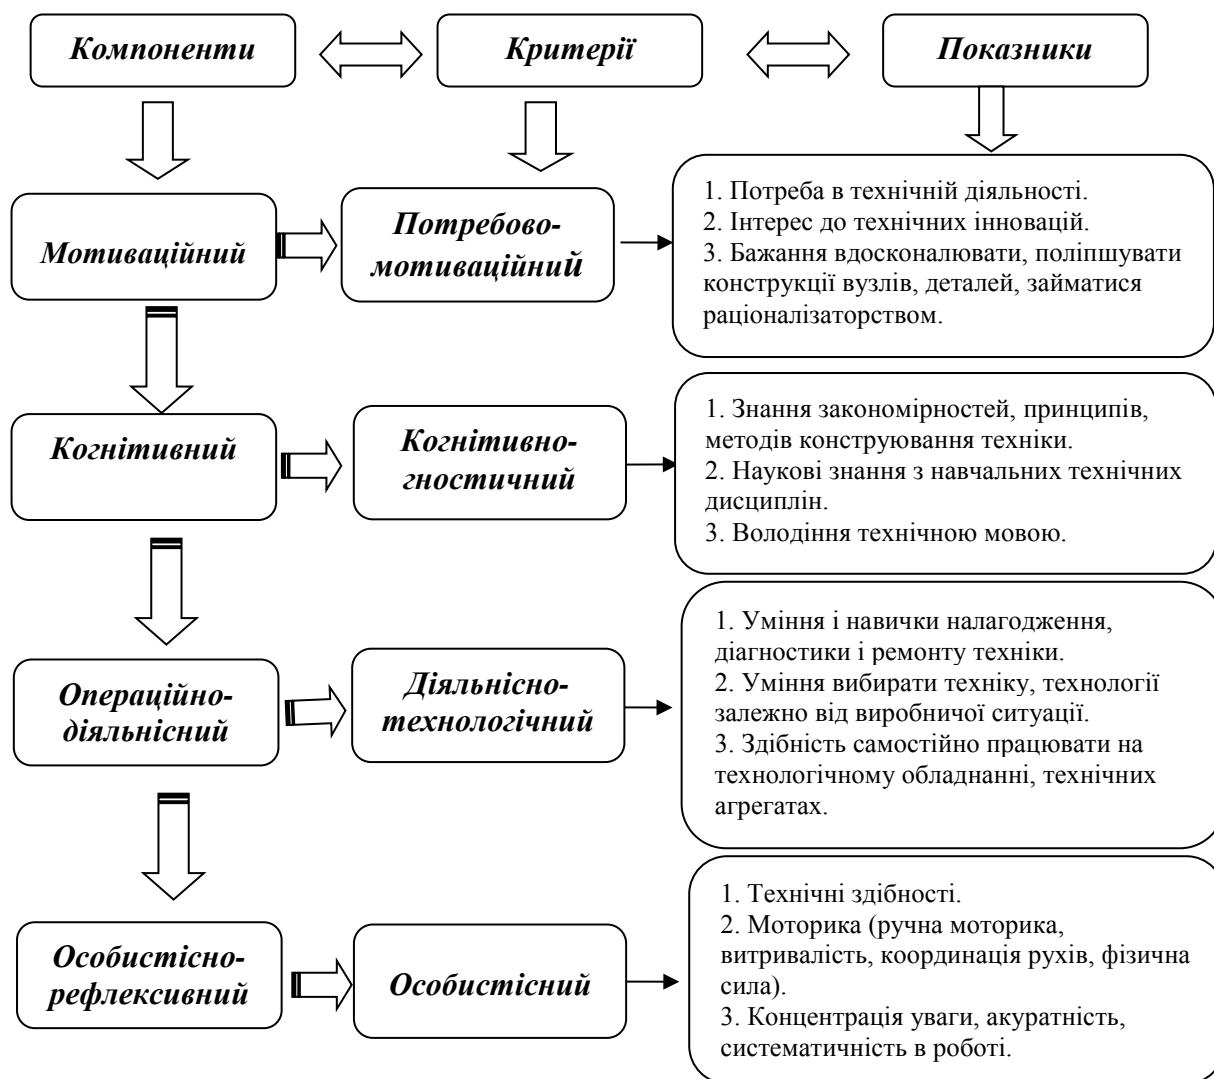 Компоненти
Критерії
Показники
Мотиваційний
Потребово-
мотиваційний
1. Потреба в технічній діяльності.
2. Інтерес до технічних інновацій.
3. Бажання вдосконалювати, поліпшувати
конструкції вузлів, деталей, займатися
раціоналізаторством.
Когнітивний
Когнітивно-
гностичний
1. Знання закономірностей, принципів,
методів конструювання техніки.
2. Наукові знання з навчальних технічних
дисциплін.
3. Володіння технічною мовою.
Операційно-
діяльнісний
Діяльнісно-
технологічний
1. Уміння і навички налагодження,
діагностики і ремонту техніки.
2. Уміння вибирати техніку, технології
залежно від виробничої ситуації.
3. Здібність самостійно працювати на
технологічному обладнанні, технічних
агрегатах.
Особистісно-
рефлексивний
Особистісний
1. Технічні здібності.
2. Моторика (ручна моторика,
витривалість, координація рухів, фізична
сила).
3. Концентрація уваги, акуратність,
систематичність в роботі.